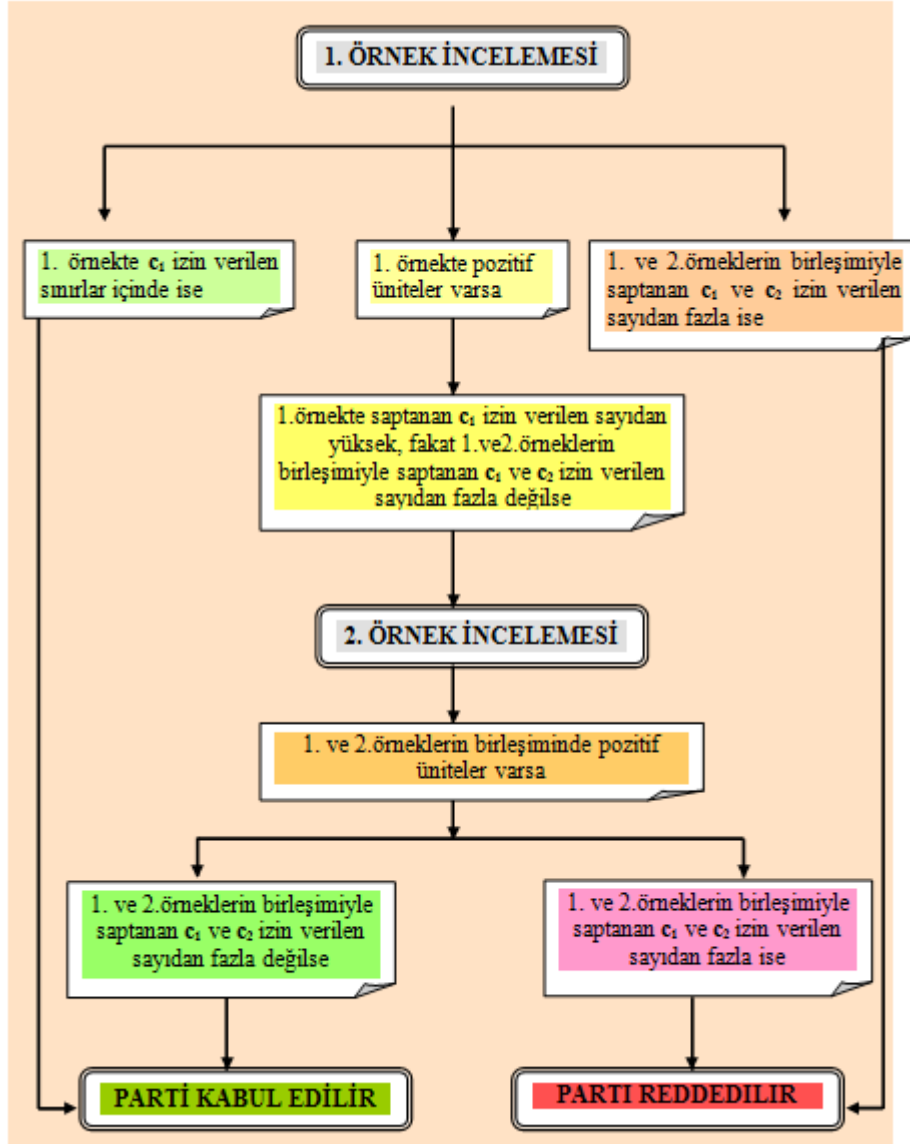 1. ÖRNEK İNCELEMESİ
1. örnekte c₁ izin verilen
sınırlar içinde ise
1. örnekte pozitif
üniteler varsa
1. ve 2.örneklerin birleşimiyle
saptanan c₁ ve c₂ izin verilen
sayıdan fazla ise
1.örnekte saptanan c₁ izin verilen sayıdan
yüksek, fakat 1.ve2.örneklerin
birleşimiyle saptanan c₁ ve c₂ izin verilen
sayıdan fazla değilse
2. ÖRNEK İNCELEMESİ
1. ve 2.örneklerin birleşiminde pozitif
üniteler varsa
1. ve 2.örneklerin birleşimiyle
saptanan c₁ ve c₂ izin verilen
sayıdan fazla değilse
1. ve 2.örneklerin birleşimiyle
saptanan c₁ ve c₂ izin verilen
sayıdan fazla ise
PARTİ KABUL EDİLİR
PARTI REDDEDILIR